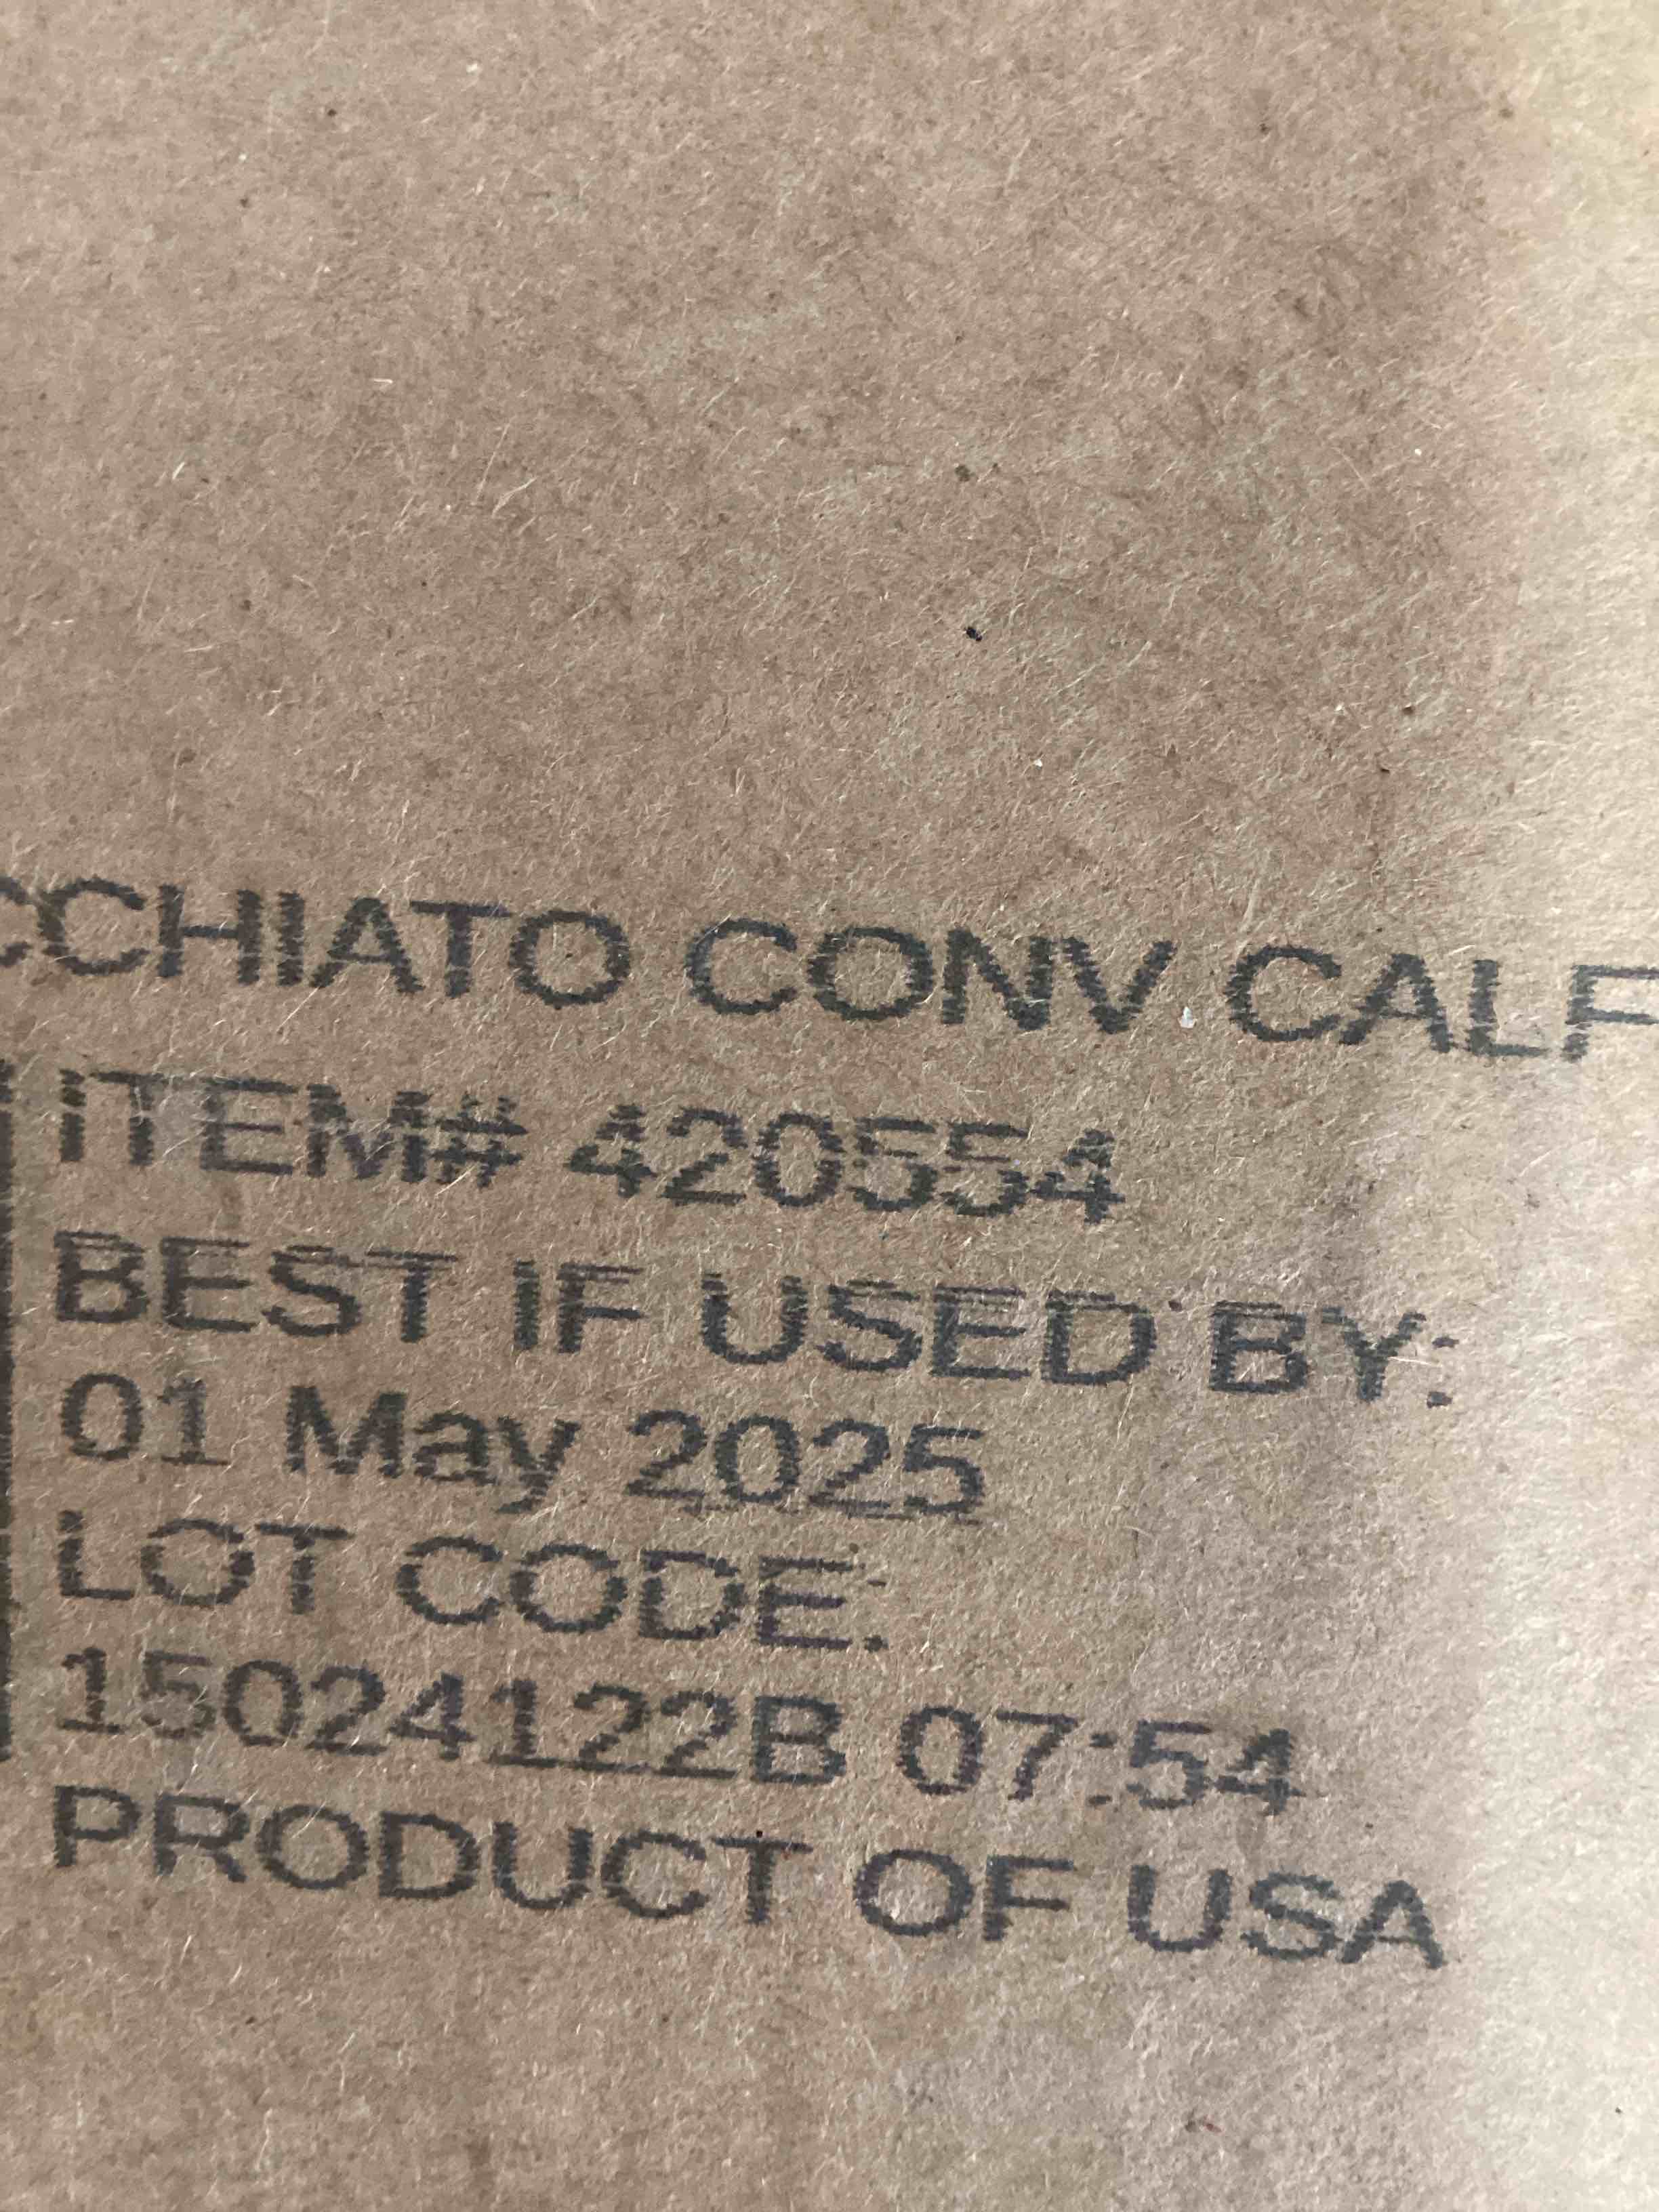 CCHIATO CONV CALF
ITEM# 420554
BEST IF USED BY:
01 May 2025
LOT CODE:
15024122B 07:54
PRODUCT OF USA